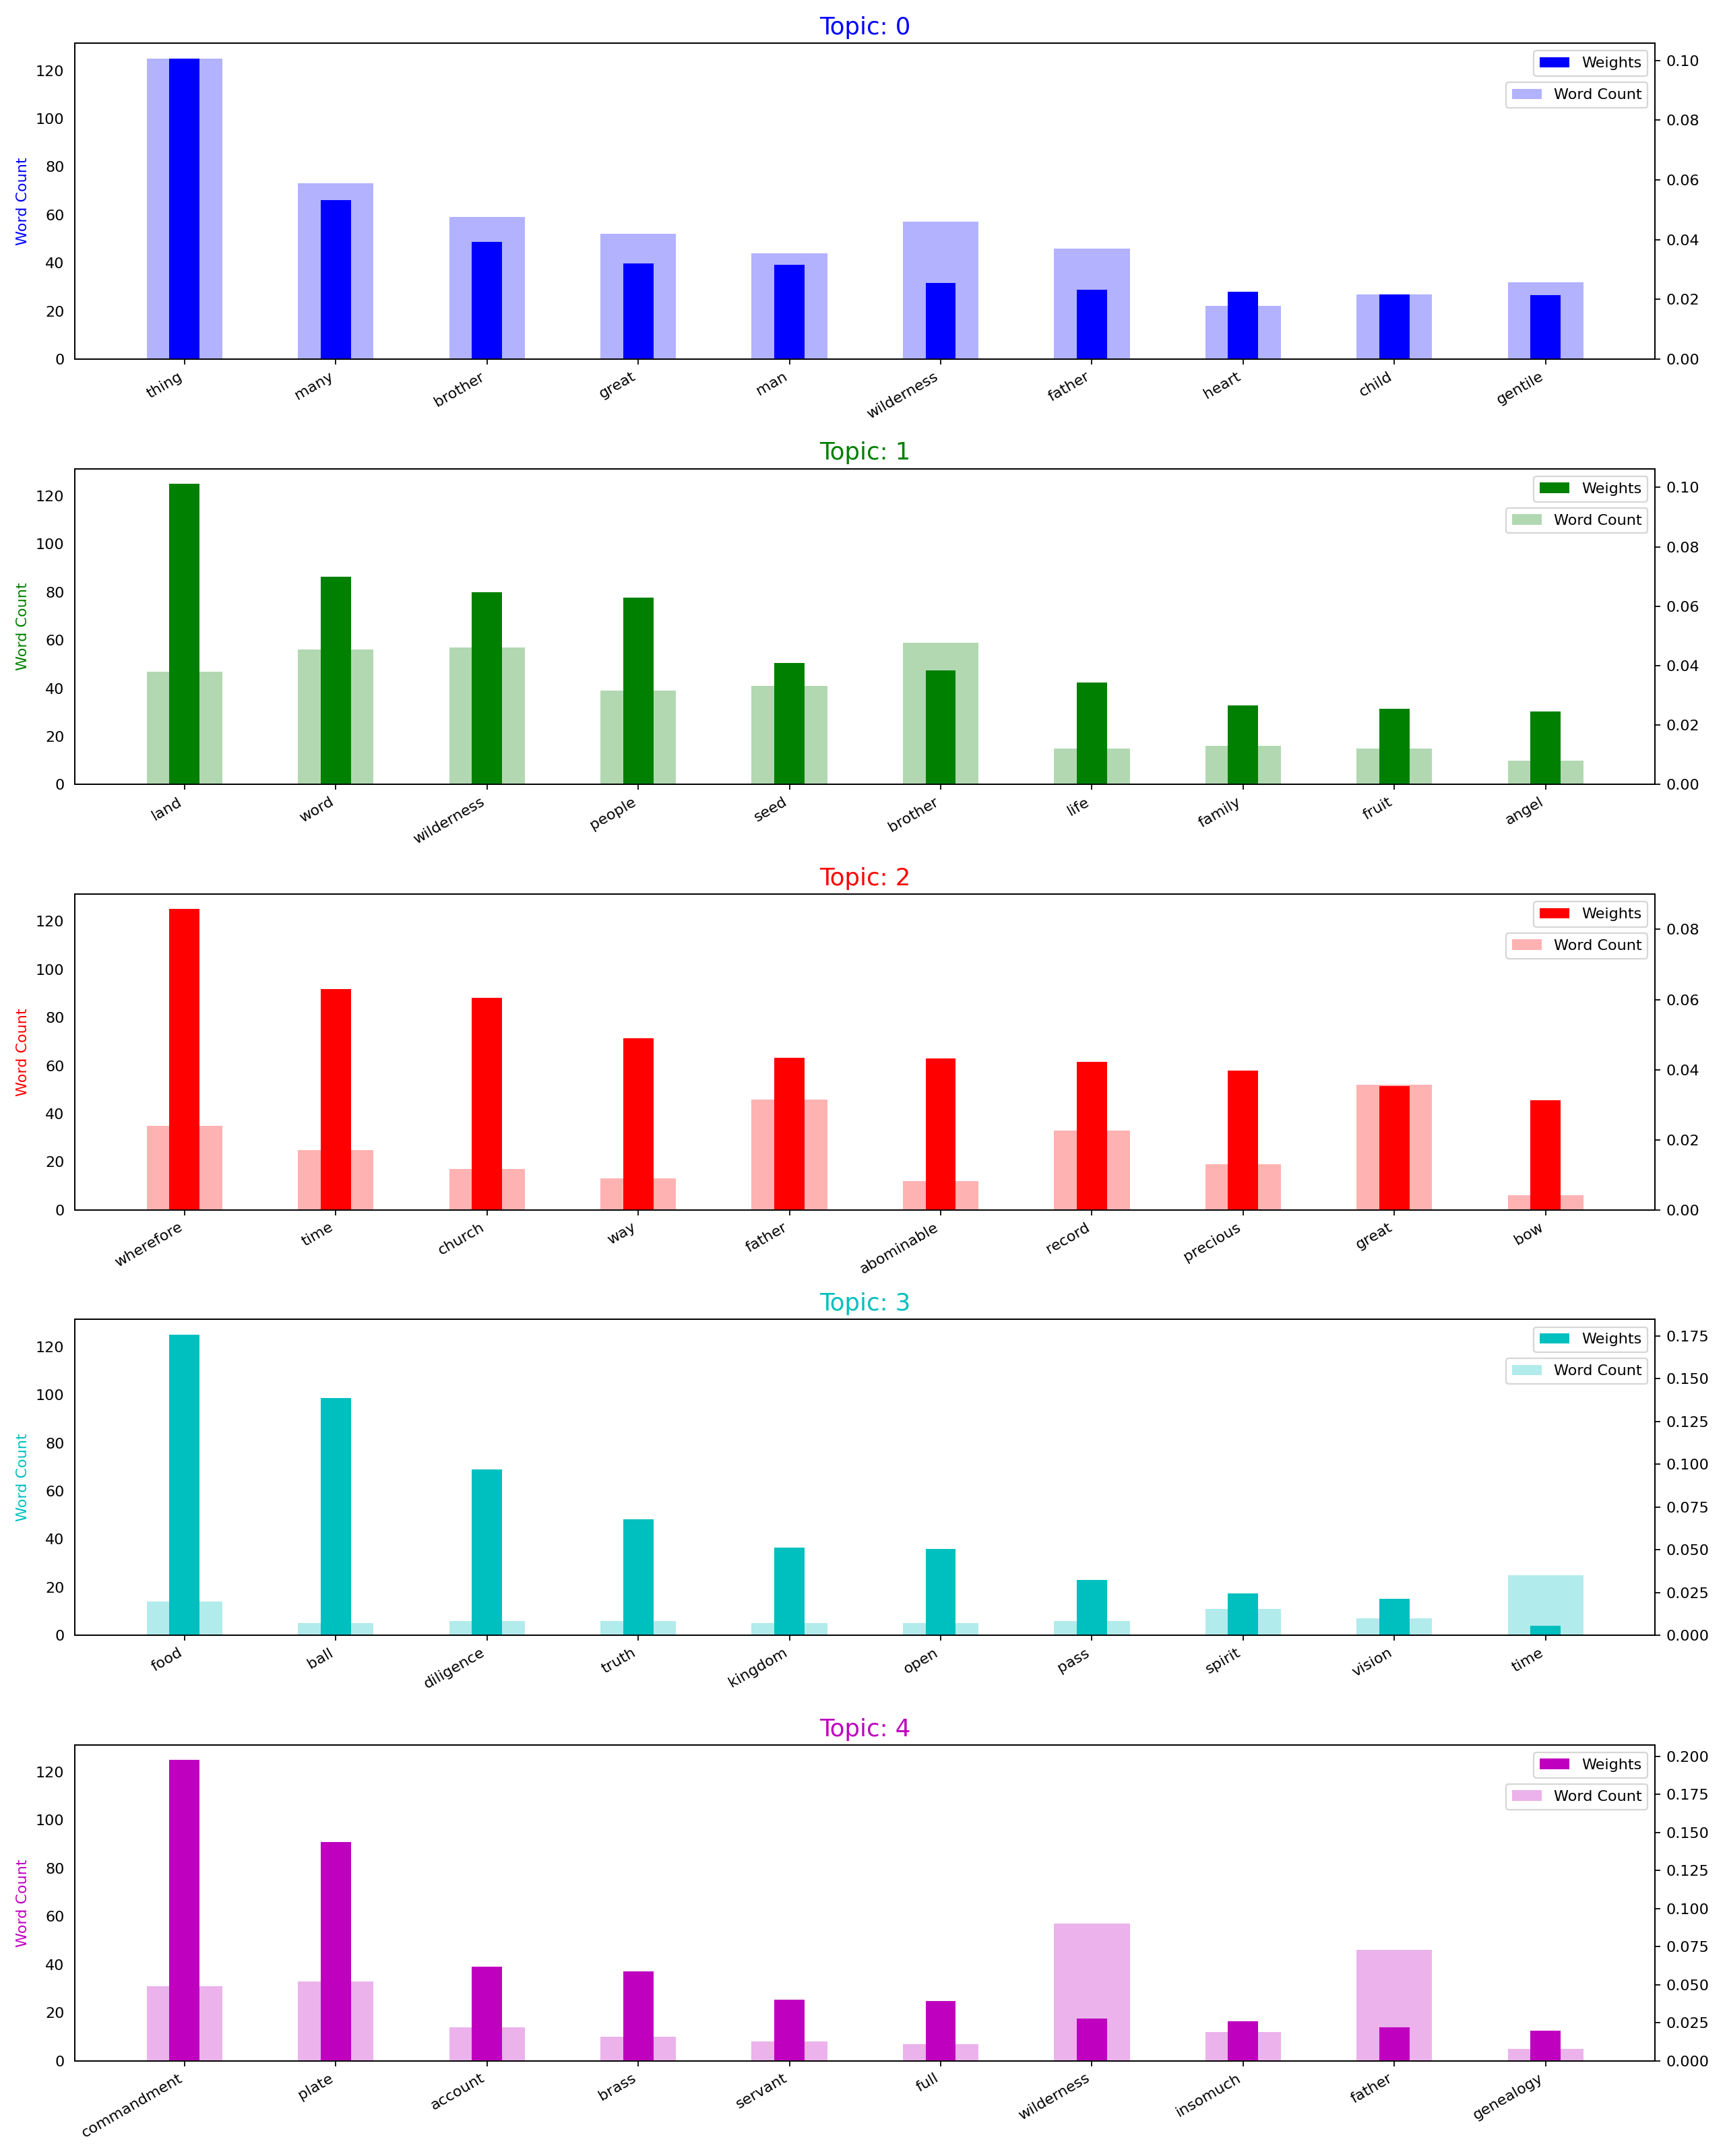 Topic: 0
Word Count
120
100
80
60
40
20
0
Weights
Word Count
0.10
0.08
0.06
0.04
0.02
0.00
thing many brother great man wilderness father heart child gentile
Topic: 1
Word Count
120
100
80
60
40
20
0
Weights
Word Count
0.10
0.08
0.06
0.04
0.02
0.00
land word wilderness people seed brother life family fruit angel
Topic: 2
Word Count
120
100
80
60
40
20
0
Weights
Word Count
0.08
0.06
0.04
0.02
0.00
wherefore time church way father abominable record precious great bow
Topic: 3
Word Count
120
100
80
60
40
20
0
Weights
Word Count
0.175
0.150
0.125
0.100
0.075
0.050
0.025
0.000
food ball diligence truth kingdom open pass spirit vision time
Topic: 4
Word Count
120
100
80
60
40
20
0
Weights
Word Count
0.200
0.175
0.150
0.125
0.100
0.075
0.050
0.025
0.000
commandment plate account brass servant full wilderness insomuch father genealogy